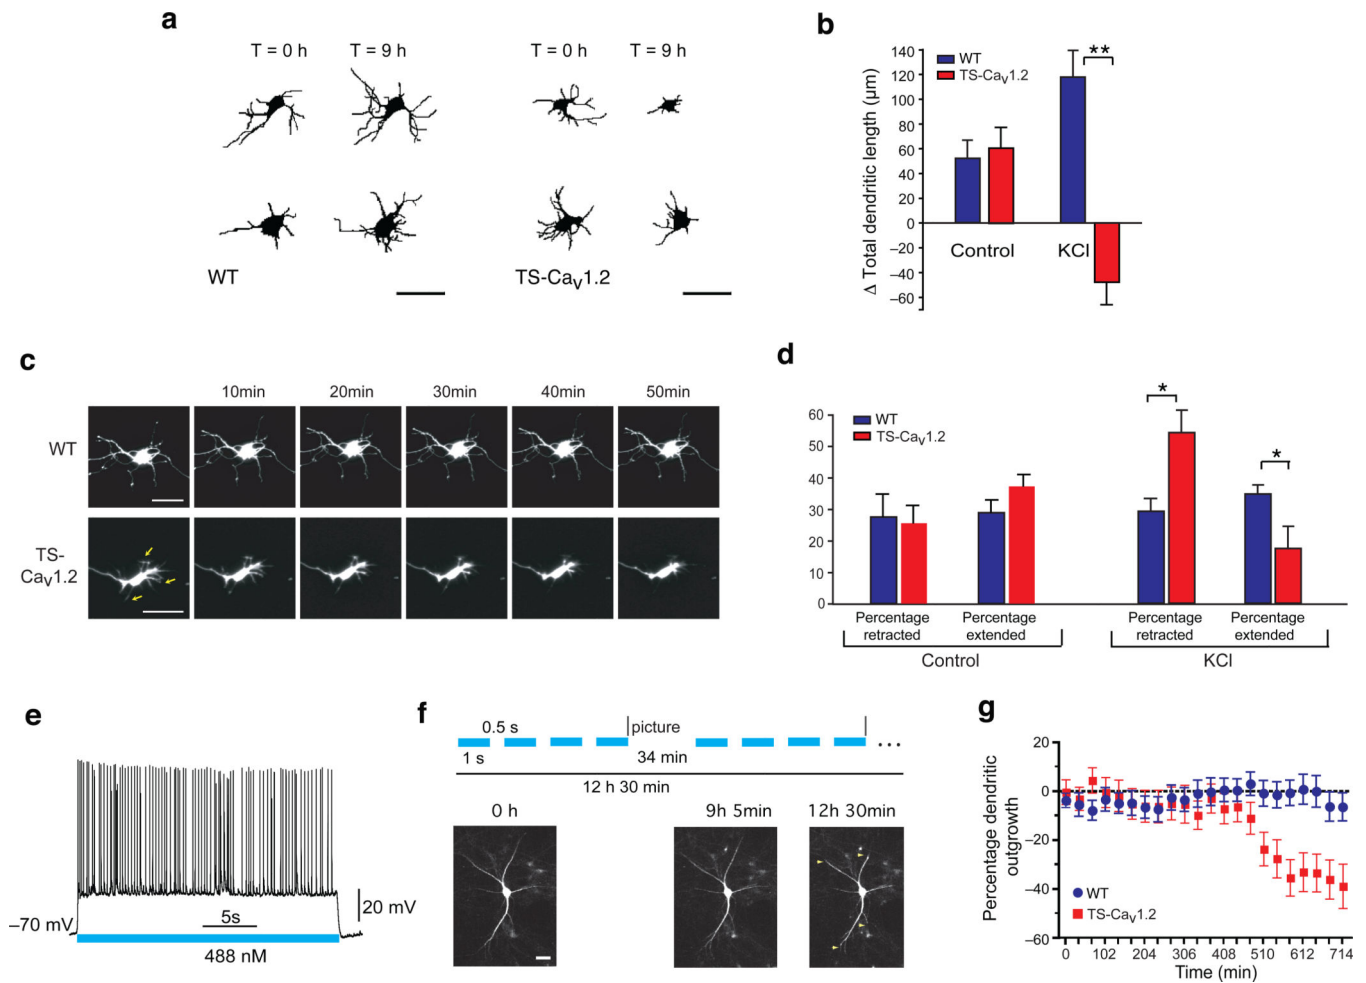 a
T = 0 h
T = 9 h
T = 0 h
T = 9 h
WT
TS-CaV1.2
b
Δ Total dendritic length (µm)
140
120
100
80
60
40
20
0
–20
–40
–60
WT
TS-CaV1.2
**
Control
KCl
c
10min
20min
30min
40min
50min
WT
TS-
CaV1.2
d
60
50
40
30
20
10
0
WT
TS-CaV1.2
*
*
Percentage
retracted
Percentage
extended
Percentage
retracted
Percentage
extended
Control
KCl
e
–70 mV
5s
20 mV
488 nM
f
0.5 s
picture
1 s
34 min
12 h 30 min
0 h
9h 5min
12h 30min
g
Percentage dendritic
outgrowth
20
0
–20
–40
–60
WT
TS-CaV1.2
0 102 204 306 408 510 612 714
Time (min)